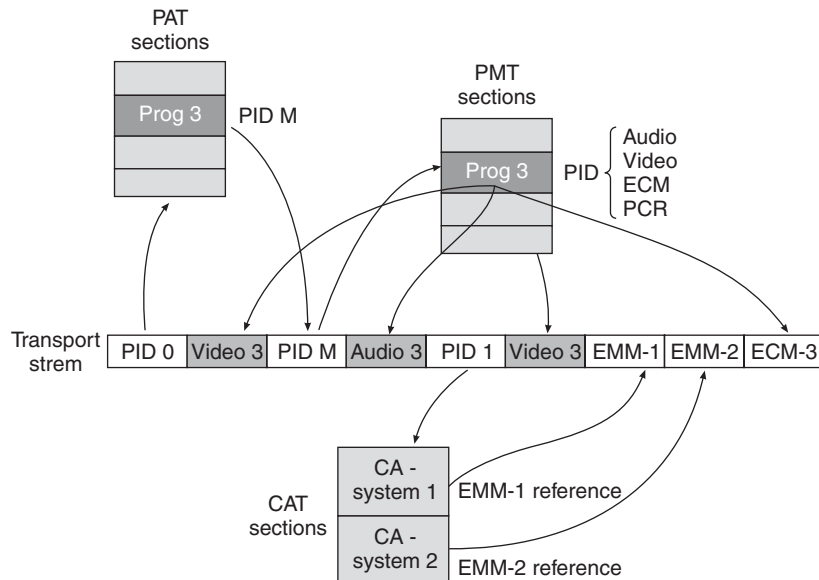 PAT
sections
Prog 3
PID M
PMT
sections
Prog 3
PID
Audio
Video
ECM
PCR
Transport
strem
PID 0
Video 3
PID M
Audio 3
PID 1
Video 3
EMM-1
EMM-2
ECM-3
CAT
sections
CA -
system 1
EMM-1 reference
CA -
system 2
EMM-2 reference